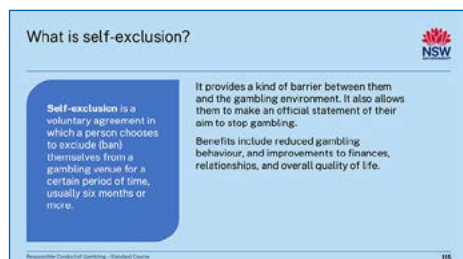 What is self-exclusion?
NSW
Self-exclusion is a
voluntary agreement in
which a person chooses
to exclude (ban)
themselves from a
gambling venue for a
certain period of time,
usually six months or
more.
It provides a kind of barrier between them
and the gambling environment. It also allows
them to make an official statement of their
aim to stop gambling.
Benefits include reduced gambling
behaviour, and improvements to finances,
relationships, and overall quality of life.
Responsible Conduct of Gambling – Standard Course
115